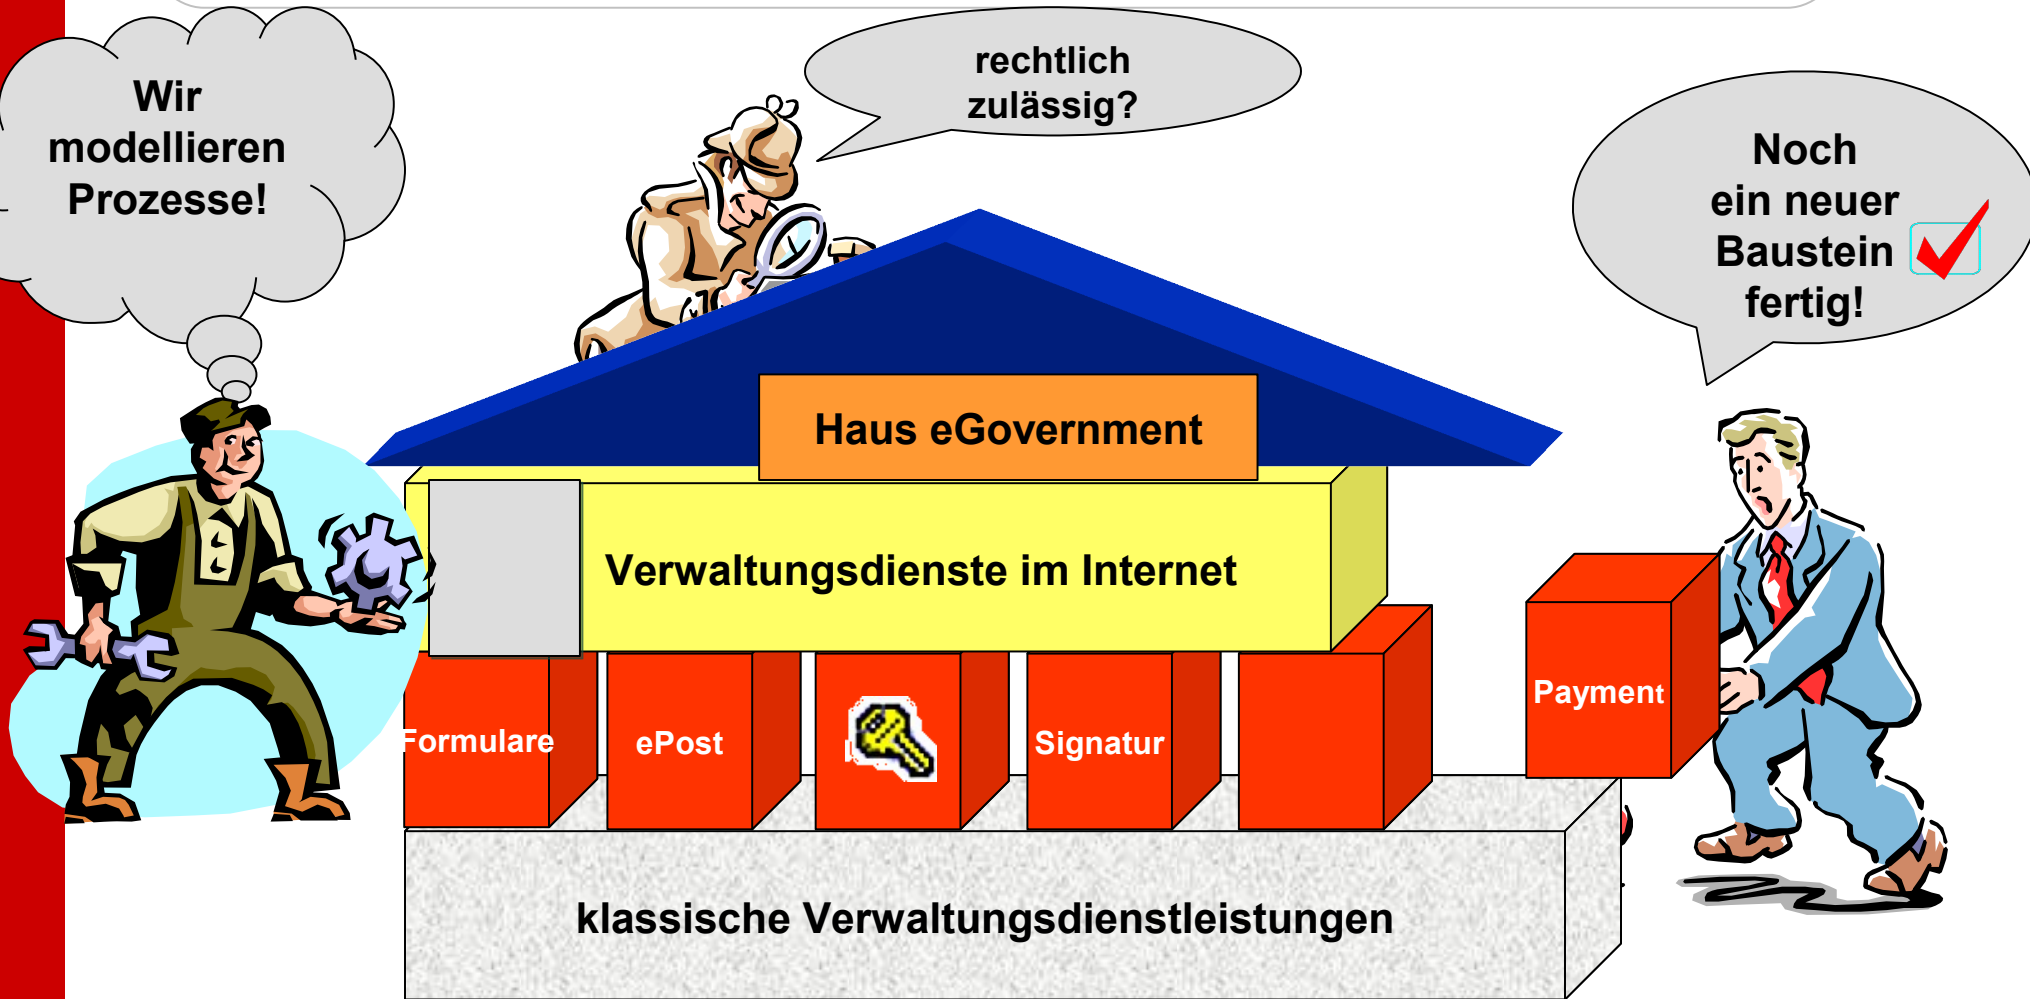 Wir
modellieren
Prozesse!
rechtlich
zulässig?
Noch
ein neuer
Baustein
fertig!
Haus eGovernment
Verwaltungsdienste im Internet
Payment
Formulare
ePost
Signatur
klassische Verwaltungsdienstleistungen